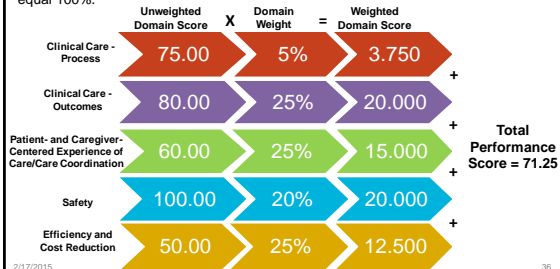 equal 100%.
Unweighted Domain Score X Domain Weight = Weighted Domain Score
Clinical Care - Process 75.00 5% 3.750
+
Clinical Care - Outcomes 80.00 25% 20.000
+
Patient- and Caregiver-Centered Experience of Care/Care Coordination 60.00 25% 15.000
+
Safety 100.00 20% 20.000
+
Efficiency and Cost Reduction 50.00 25% 12.500
Total
Performance
Score = 71.25
2/17/2015 36